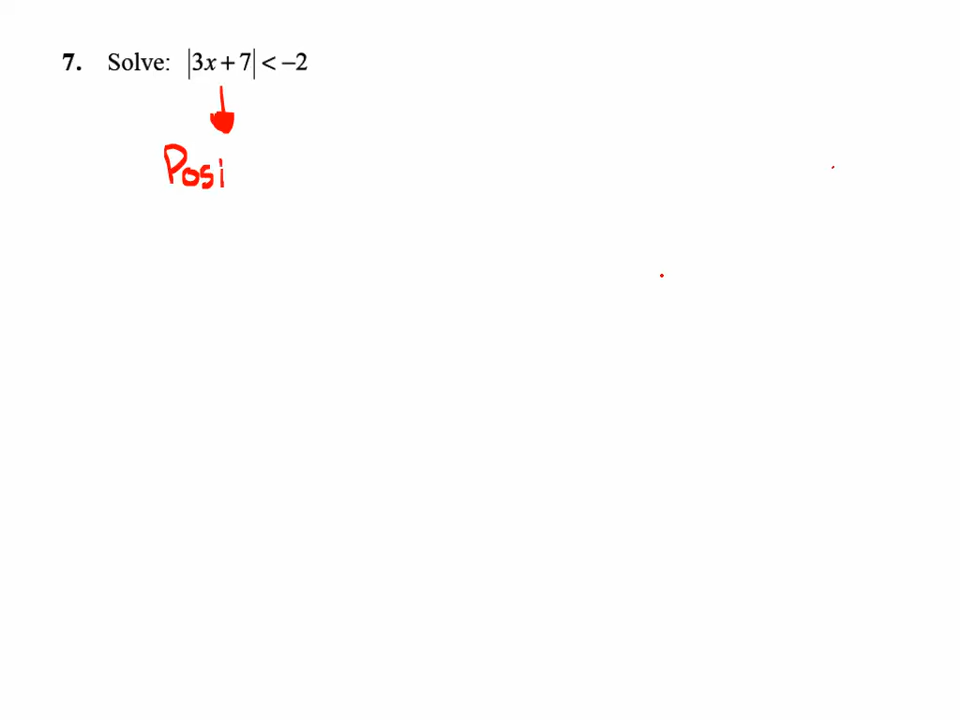 7. Solve: |3x + 7| < –2
Posi